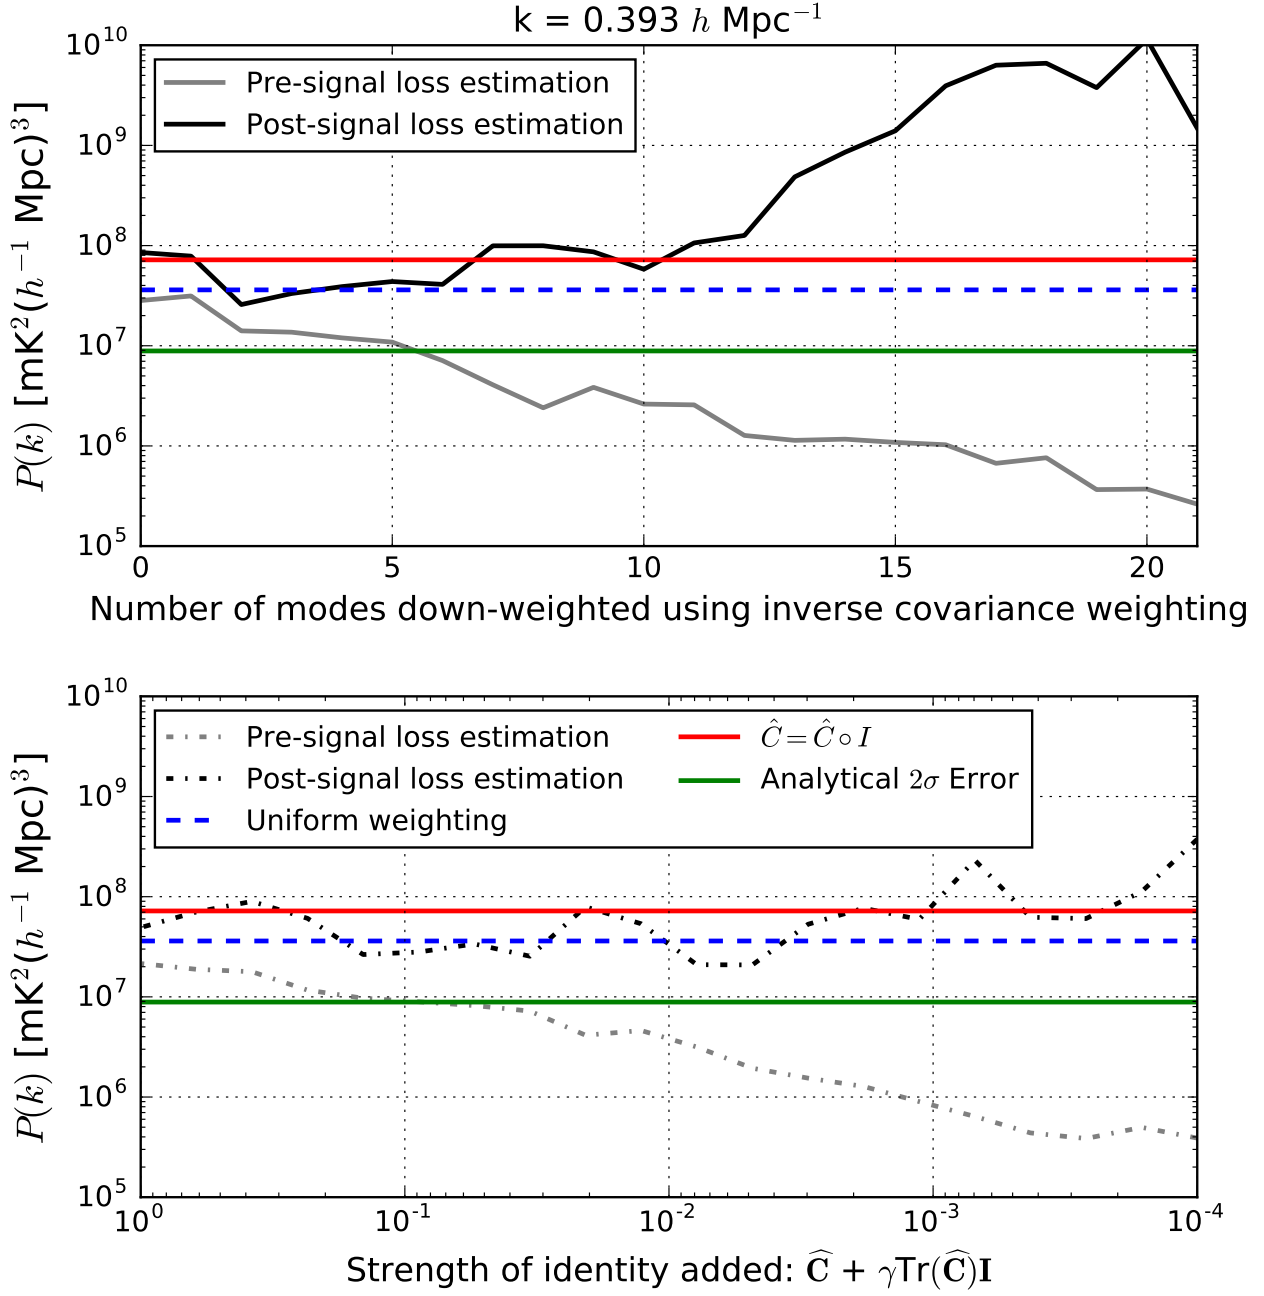 k = 0.393 h Mpc⁻¹
10¹⁰
10⁹
10⁸
10⁷
10⁶
10⁵
P(k) [mK²(h⁻¹ Mpc)³]
Pre-signal loss estimation
Post-signal loss estimation
0 5 10 15 20
Number of modes down-weighted using inverse covariance weighting
10¹⁰
10⁹
10⁸
10⁷
10⁶
10⁵
P(k) [mK²(h⁻¹ Mpc)³]
Pre-signal loss estimation
Post-signal loss estimation
Uniform weighting
Ĉ = Ĉ ∘ I
Analytical 2σ Error
10⁰ 10⁻¹ 10⁻² 10⁻³ 10⁻⁴
Strength of identity added: Ĉ + γTr(Ĉ)I